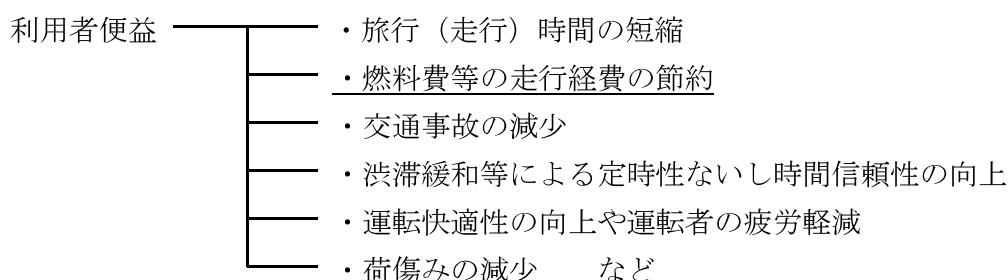 利用者便益 ・旅行（走行）時間の短縮
・燃料費等の走行経費の節約
・交通事故の減少
・渋滞緩和等による定時性ないし時間信頼性の向上
・運転快適性の向上や運転者の疲労軽減
・荷傷みの減少　　など